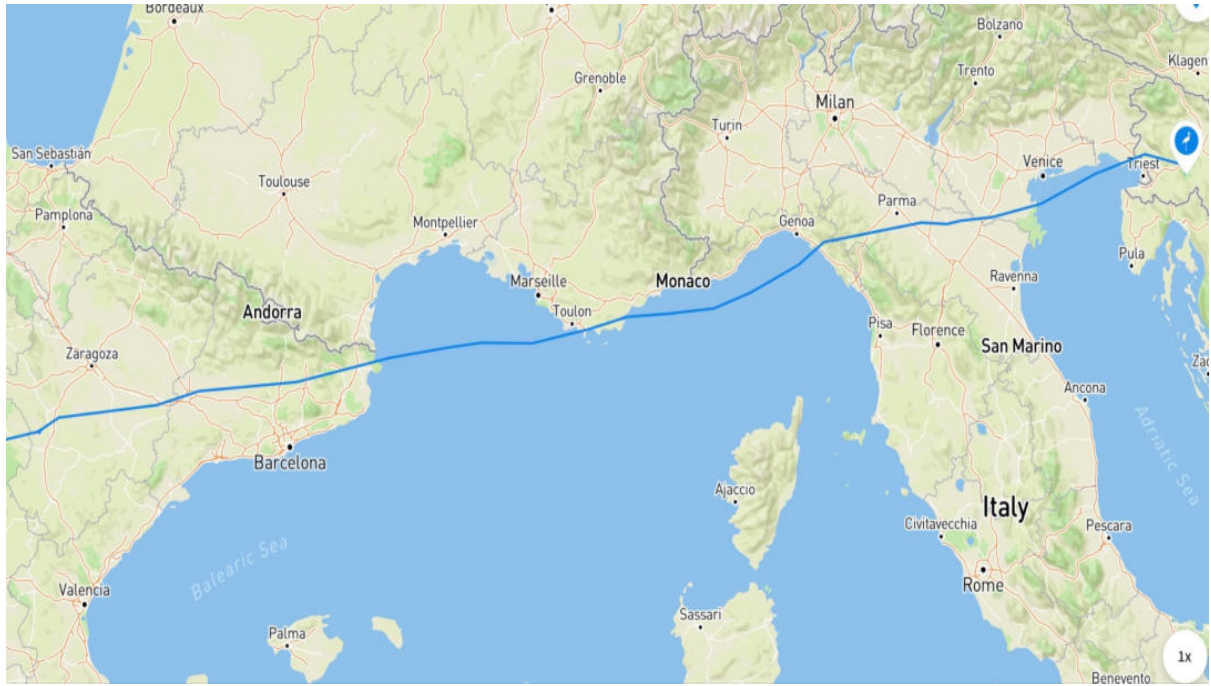 Bordeaux
Bolzano
Klagenf
Grenoble
Trento
Milan
Turin
San Sebastián
Venice
Triest
Toulouse
Parma
Pamplona
Montpellier
Genoa
Pula
Marseille
Monaco
Ravenna
Andorra
Toulon
Pisa
Florence
San Marino
Zaragoza
Zad
Ancona
Adriatic Sea
Barcelona
Ajaccio
Italy
Civitavecchia
Pescara
Balearic Sea
Valencia
Rome
Sassari
Palma
1x
Benevento